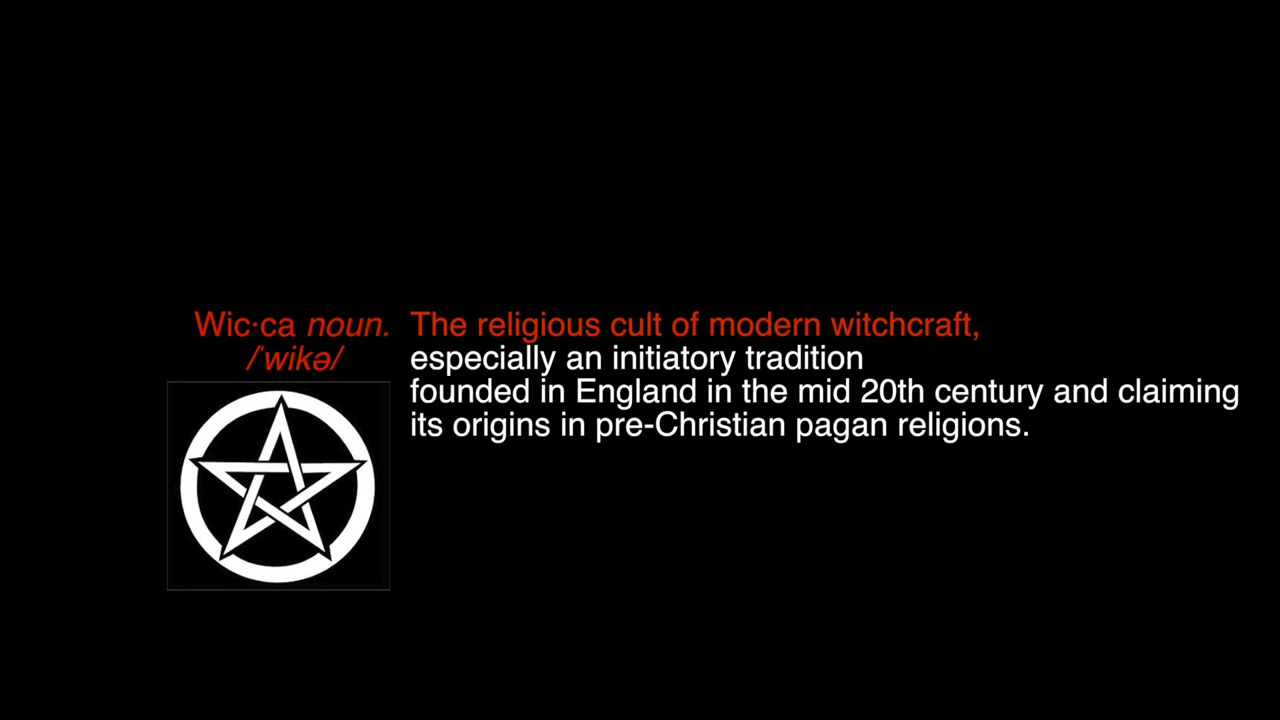 Wic·ca noun. The religious cult of modern witchcraft,
/ˈwikə/ especially an initiatory tradition
founded in England in the mid 20th century and claiming
its origins in pre-Christian pagan religions.